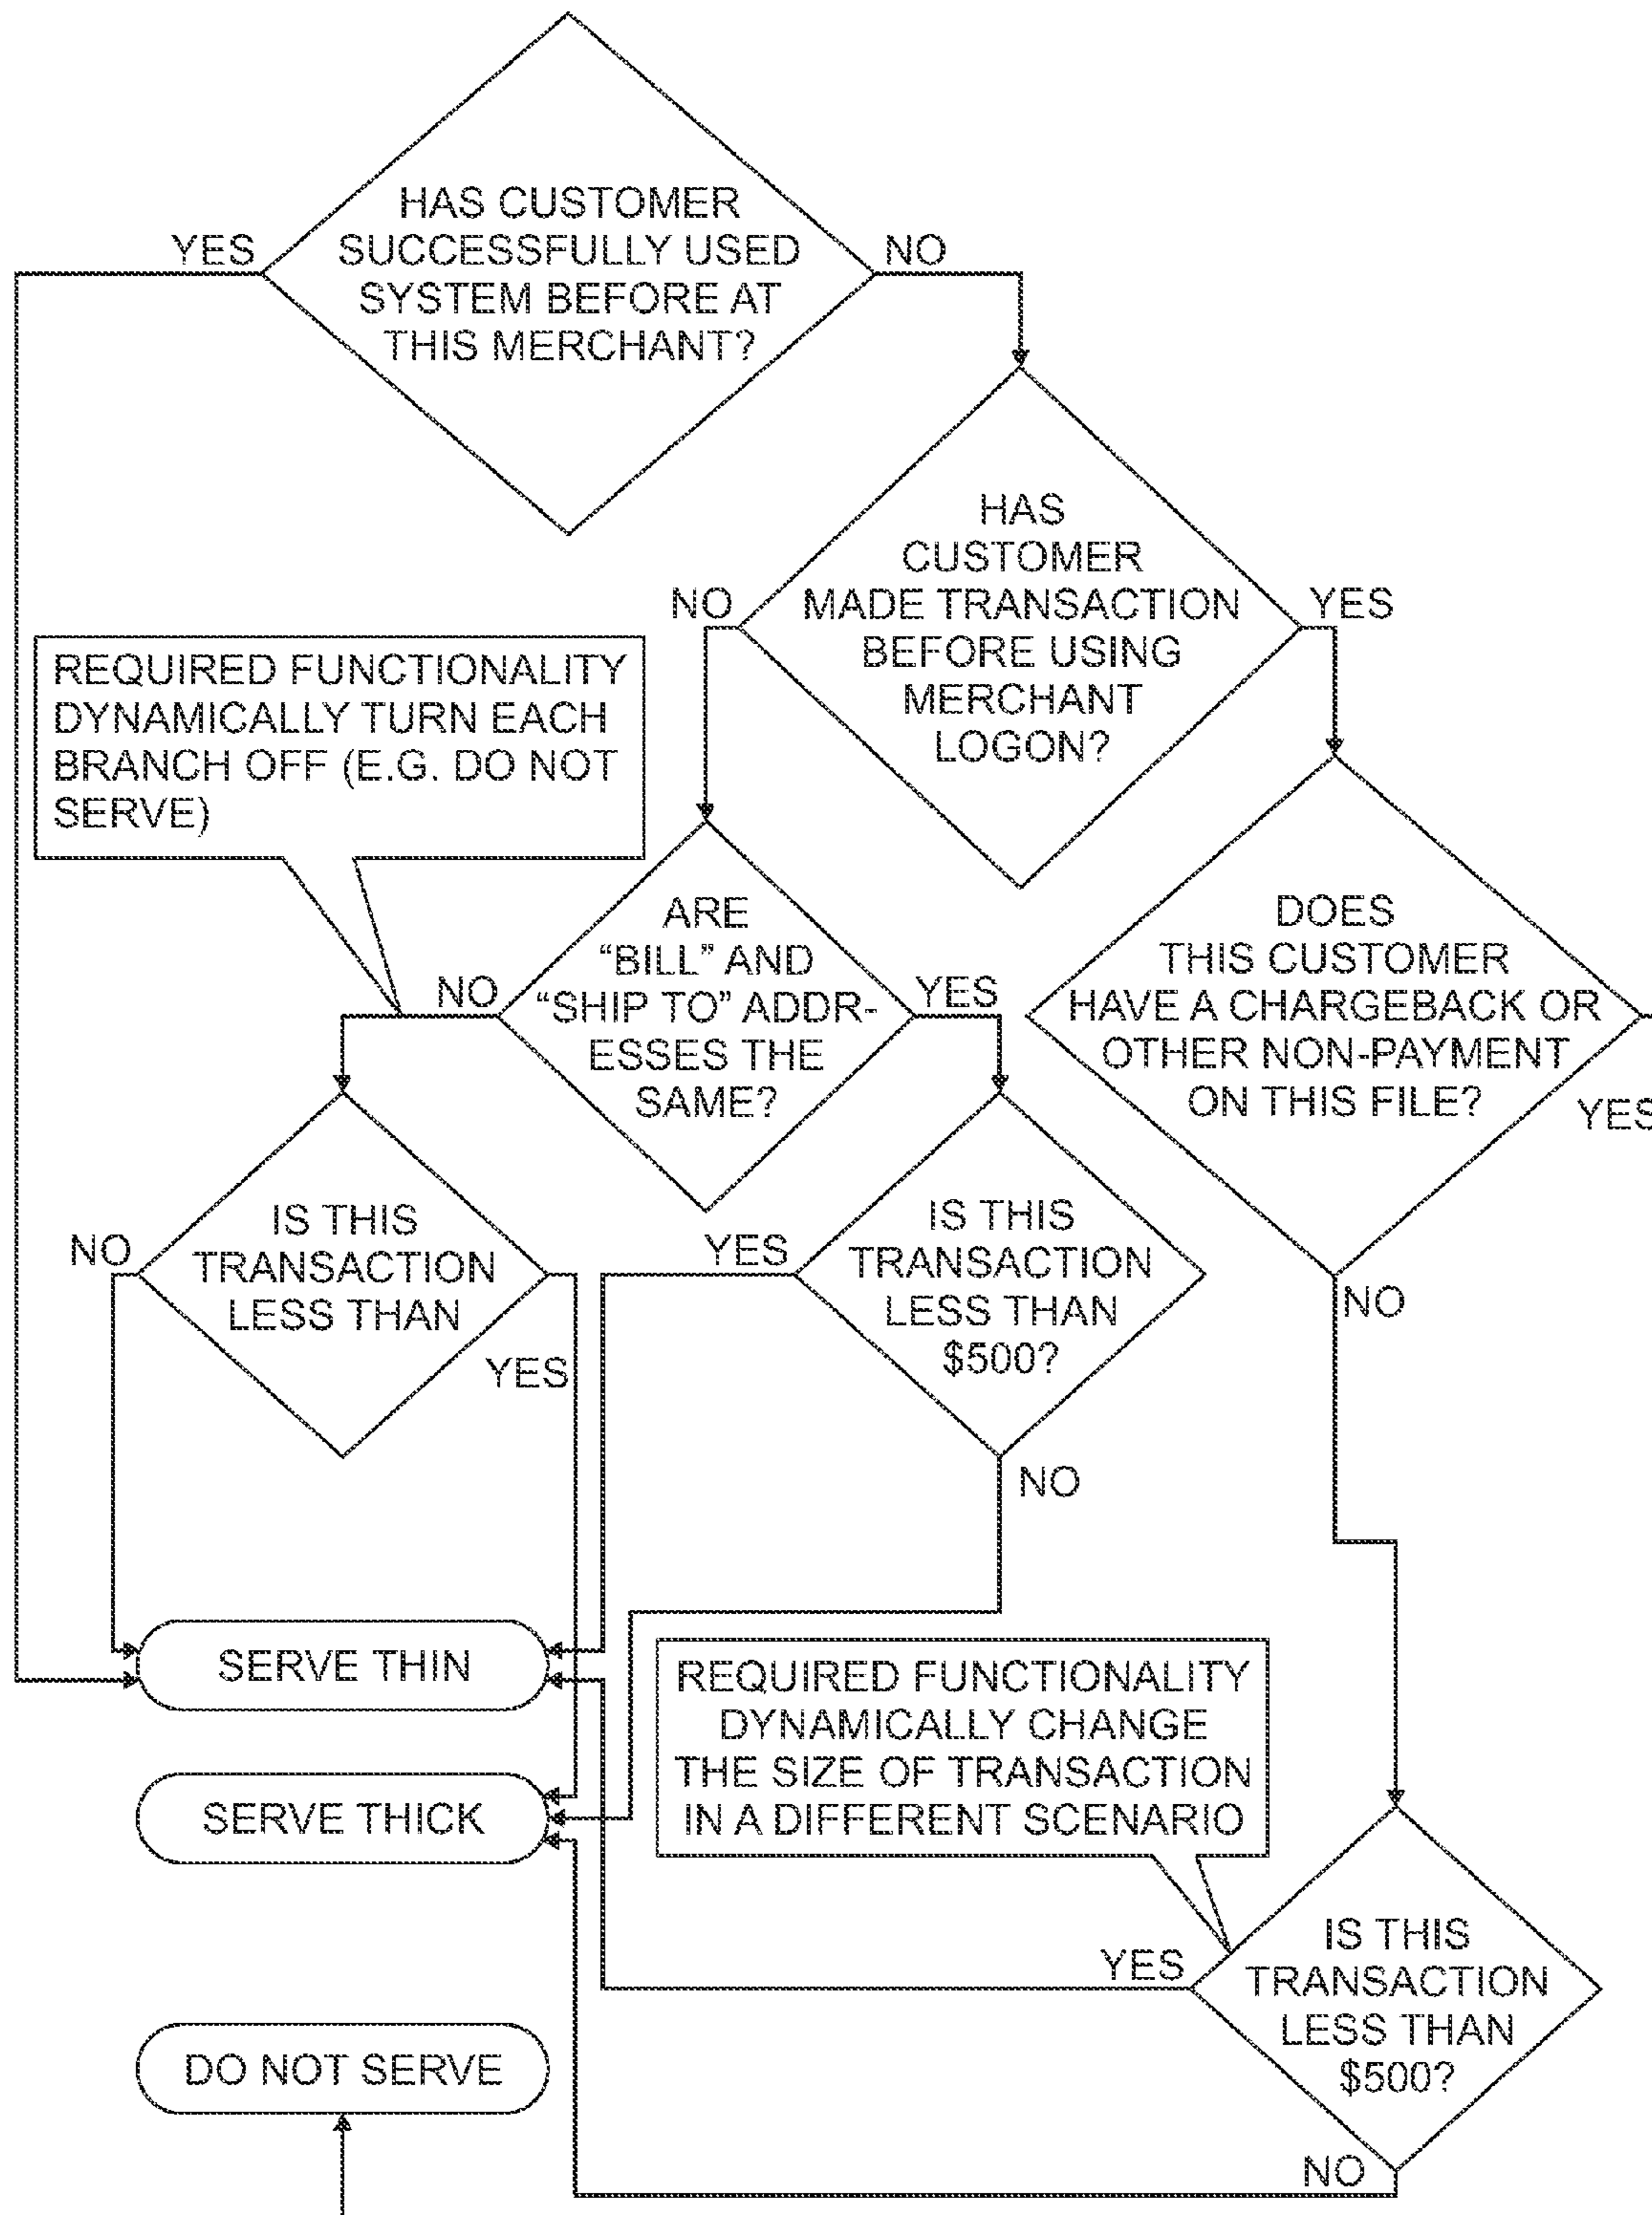 HAS CUSTOMER
SUCCESSFULLY USED
SYSTEM BEFORE AT
THIS MERCHANT?
YES
NO
HAS
CUSTOMER
MADE TRANSACTION
BEFORE USING
MERCHANT
LOGON?
NO
YES
REQUIRED FUNCTIONALITY
DYNAMICALLY TURN EACH
BRANCH OFF (E.G. DO NOT
SERVE)
ARE
“BILL” AND
“SHIP TO” ADDR-
ESSES THE
SAME?
NO
YES
DOES
THIS CUSTOMER
HAVE A CHARGEBACK OR
OTHER NON-PAYMENT
ON THIS FILE?
YES
NO
IS THIS
TRANSACTION
LESS THAN
NO
YES
IS THIS
TRANSACTION
LESS THAN
$500?
YES
NO
SERVE THIN
SERVE THICK
REQUIRED FUNCTIONALITY
DYNAMICALLY CHANGE
THE SIZE OF TRANSACTION
IN A DIFFERENT SCENARIO
IS THIS
TRANSACTION
LESS THAN
$500?
YES
NO
DO NOT SERVE